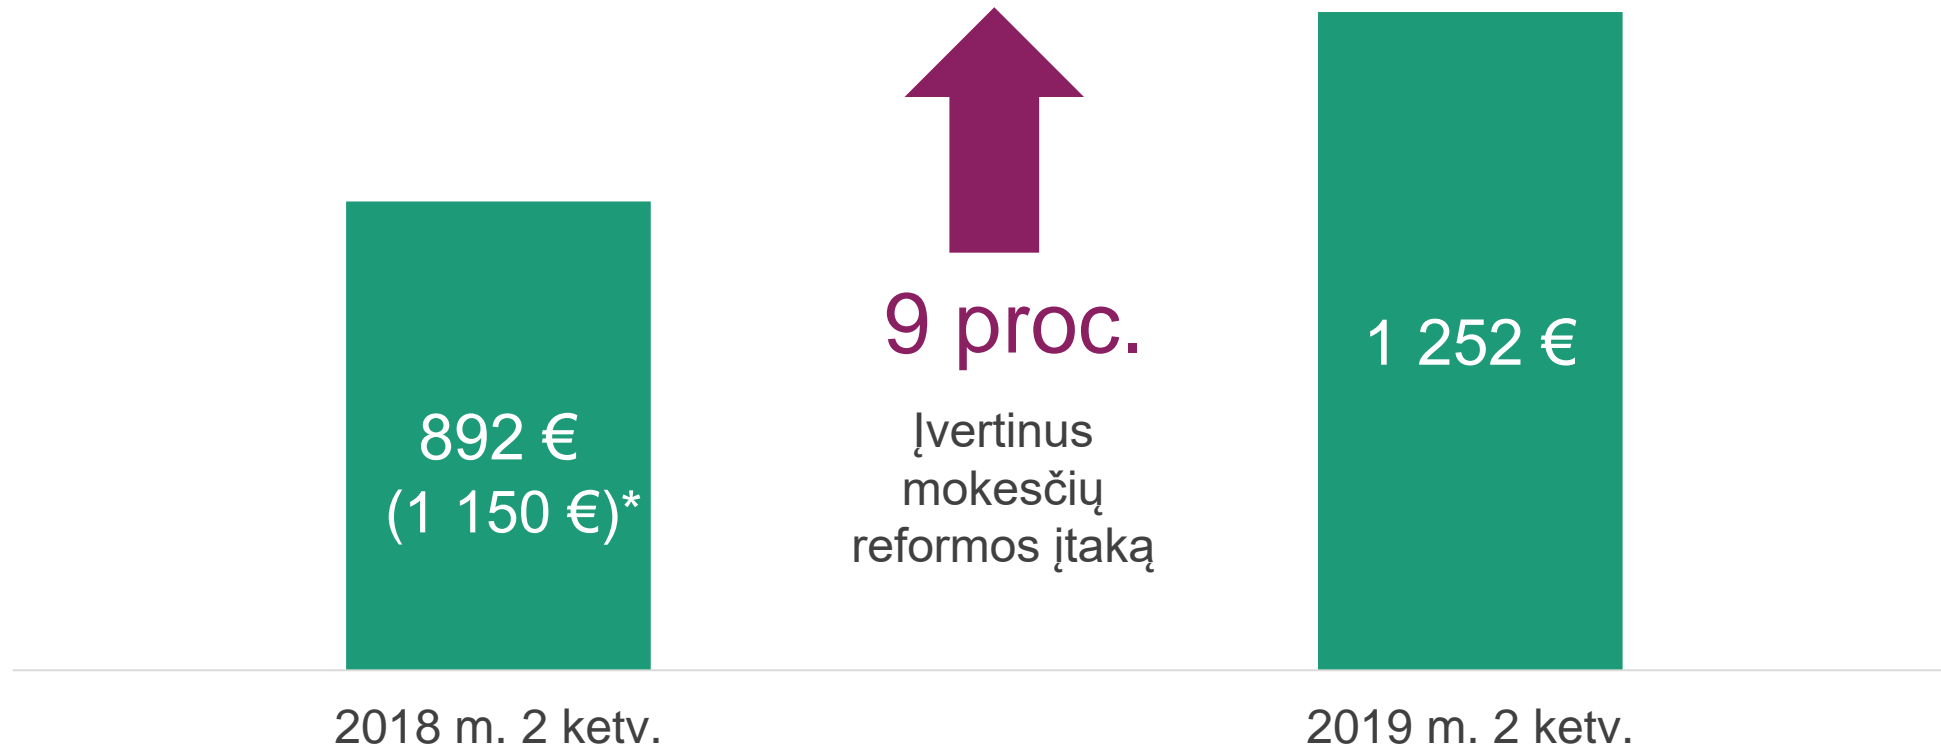 892 €
(1 150 €)*
9 proc.
Įvertinus
mokesčių
reformos įtaką
1 252 €
2018 m. 2 ketv.
2019 m. 2 ketv.